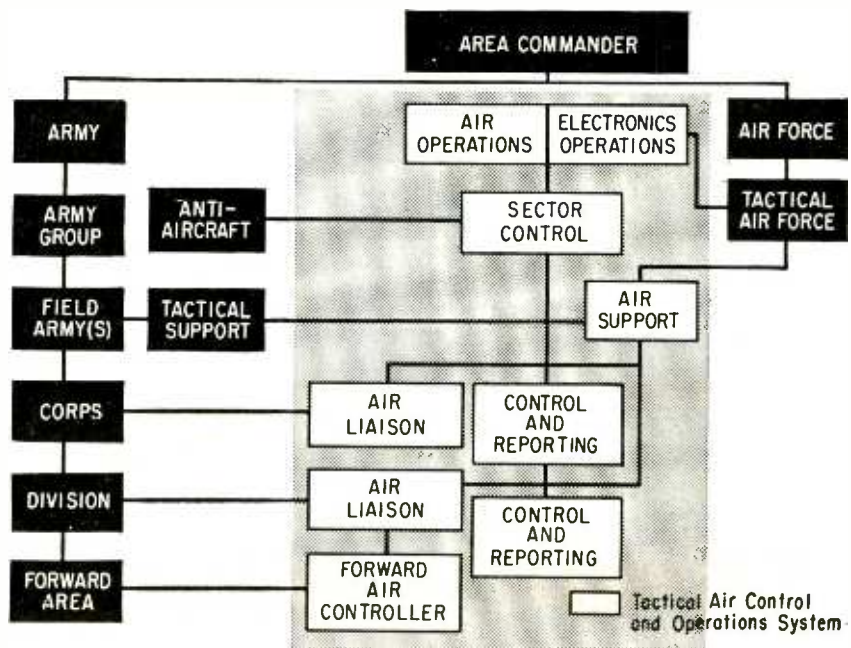 AREA COMMANDER
ARMY
AIR
OPERATIONS
ELECTRONICS
OPERATIONS
AIR FORCE
ARMY
GROUP
ANTI-
AIRCRAFT
SECTOR
CONTROL
TACTICAL
AIR FORCE
FIELD
ARMY(S)
TACTICAL
SUPPORT
AIR
SUPPORT
CORPS
AIR
LIAISON
CONTROL
AND
REPORTING
DIVISION
AIR
LIAISON
CONTROL
AND
REPORTING
FORWARD
AREA
FORWARD
AIR
CONTROLLER
Tactical Air Control
and Operations System